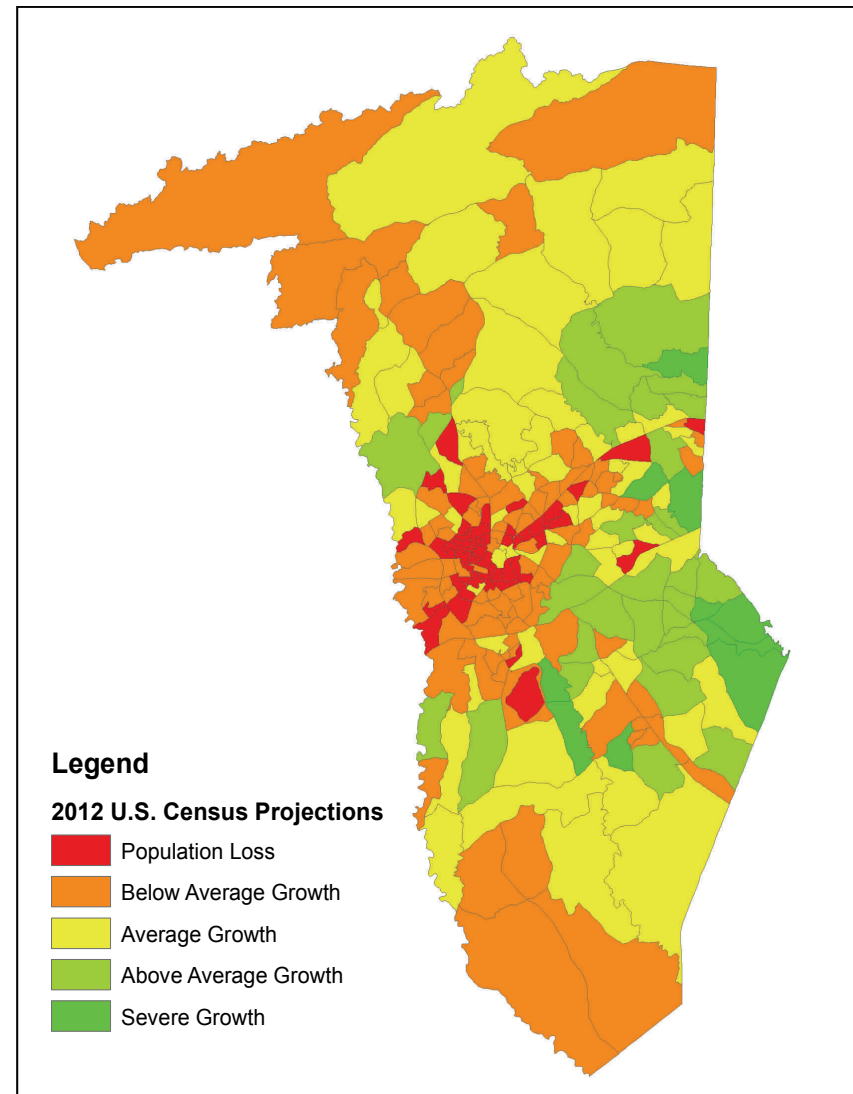 Legend
2012 U.S. Census Projections
Population Loss
Below Average Growth
Average Growth
Above Average Growth
Severe Growth